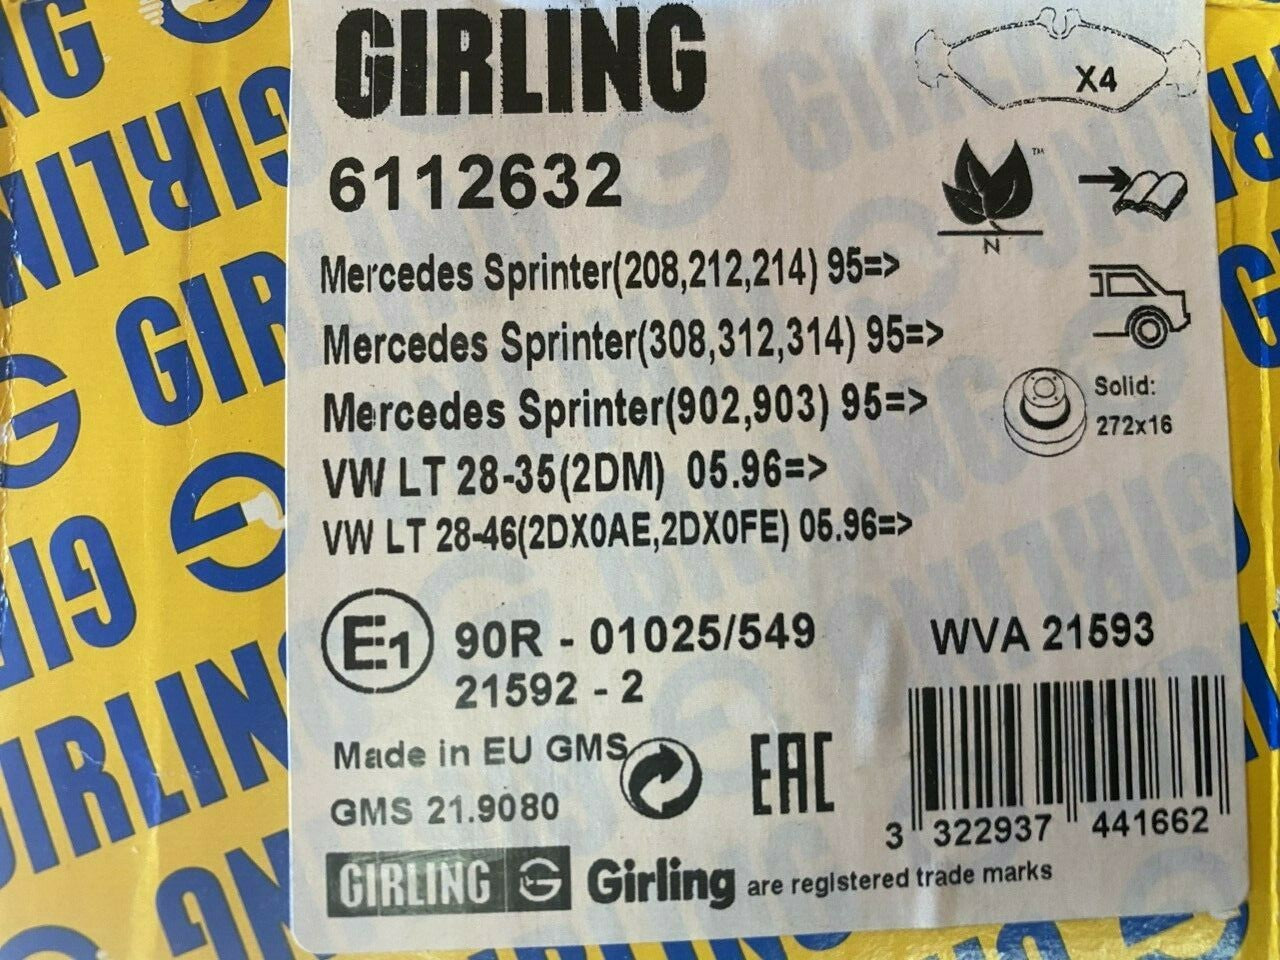 GIRLING
X4
6112632
™
N
Mercedes Sprinter(208,212,214) 95=>
Mercedes Sprinter(308,312,314) 95=>
Mercedes Sprinter(902,903) 95=>
Solid:
272x16
VW LT 28-35(2DM) 05.96=>
VW LT 28-46(2DX0AE,2DX0FE) 05.96=>
E1 90R - 01025/549
21592 - 2
WVA 21593
Made in EU GMS
GMS 21.9080
EAC
3 322937 441662
GIRLING G Girling are registered trade marks